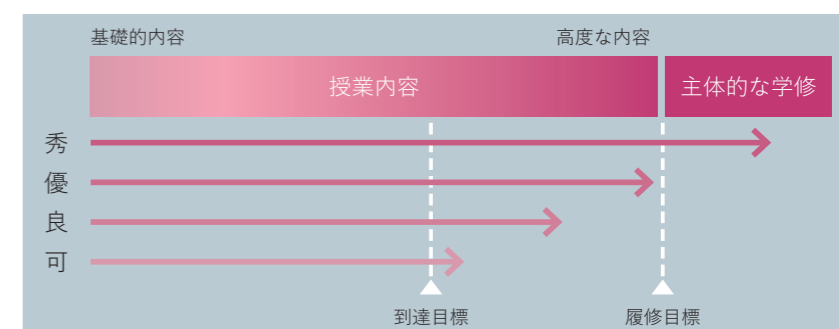 基礎的内容
高度な内容
授業内容
主体的な学修
秀
優
良
可
到達目標
履修目標